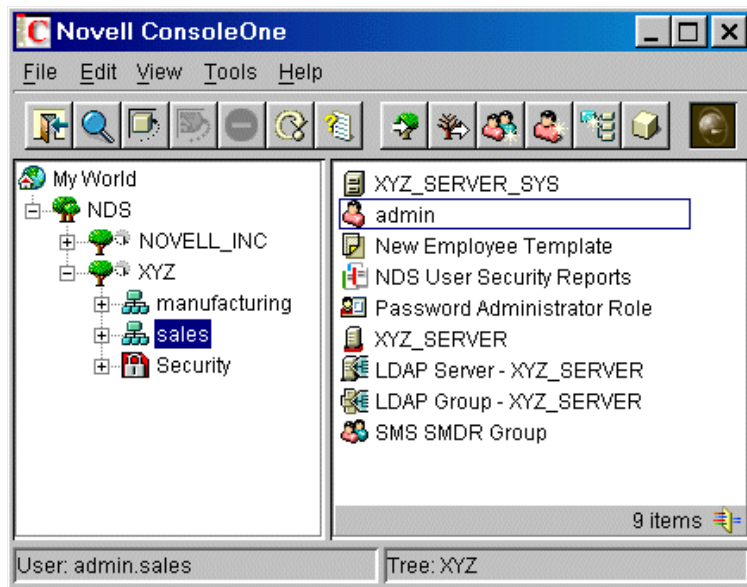 Novell ConsoleOne
File Edit View Tools Help
My World
NDS
NOVELL_INC
XYZ
manufacturing
sales
Security
XYZ_SERVER_SYS
admin
New Employee Template
NDS User Security Reports
Password Administrator Role
XYZ_SERVER
LDAP Server - XYZ_SERVER
LDAP Group - XYZ_SERVER
SMS SMDR Group
9 items
User: admin.sales
Tree: XYZ